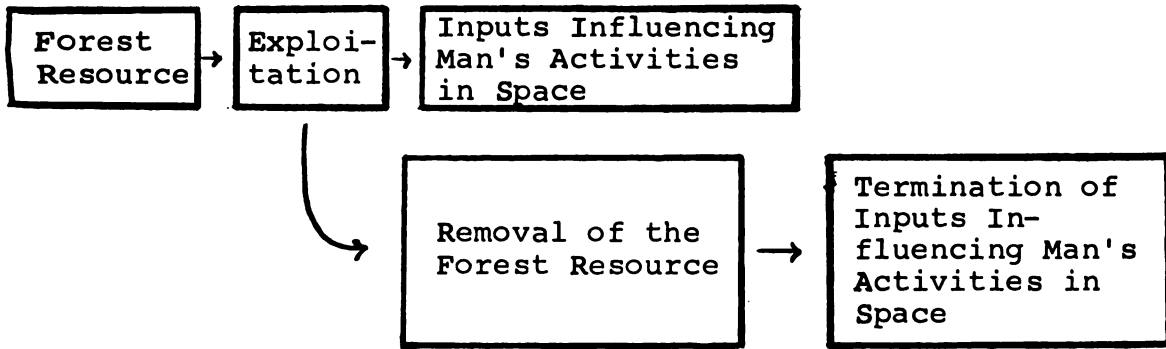 Forest
Resource
Exploi-
tation
Inputs Influencing
Man's Activities
in Space
Removal of the
Forest Resource
Termination of
Inputs In-
fluencing Man's
Activities in
Space